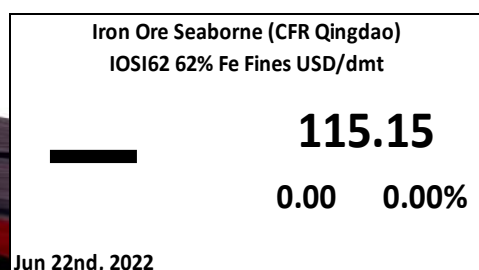 Iron Ore Seaborne (CFR Qingdao)
IOSI62 62% Fe Fines USD/dmt
115.15
0.00 0.00%
Jun 22nd, 2022